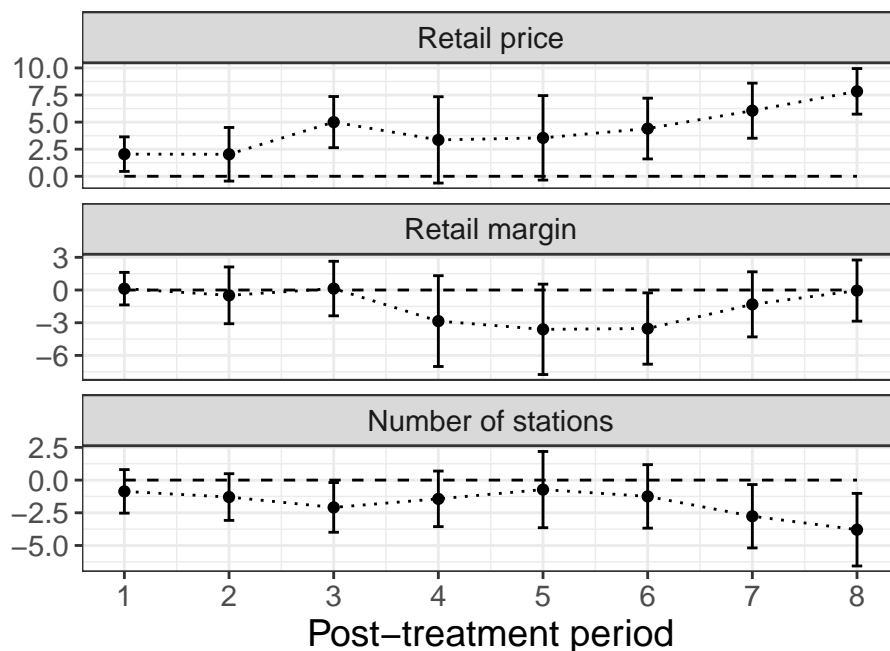 Retail price
10.0
7.5
5.0
2.5
0.0
Retail margin
3
0
−3
−6
Number of stations
2.5
0.0
−2.5
−5.0
1 2 3 4 5 6 7 8
Post−treatment period